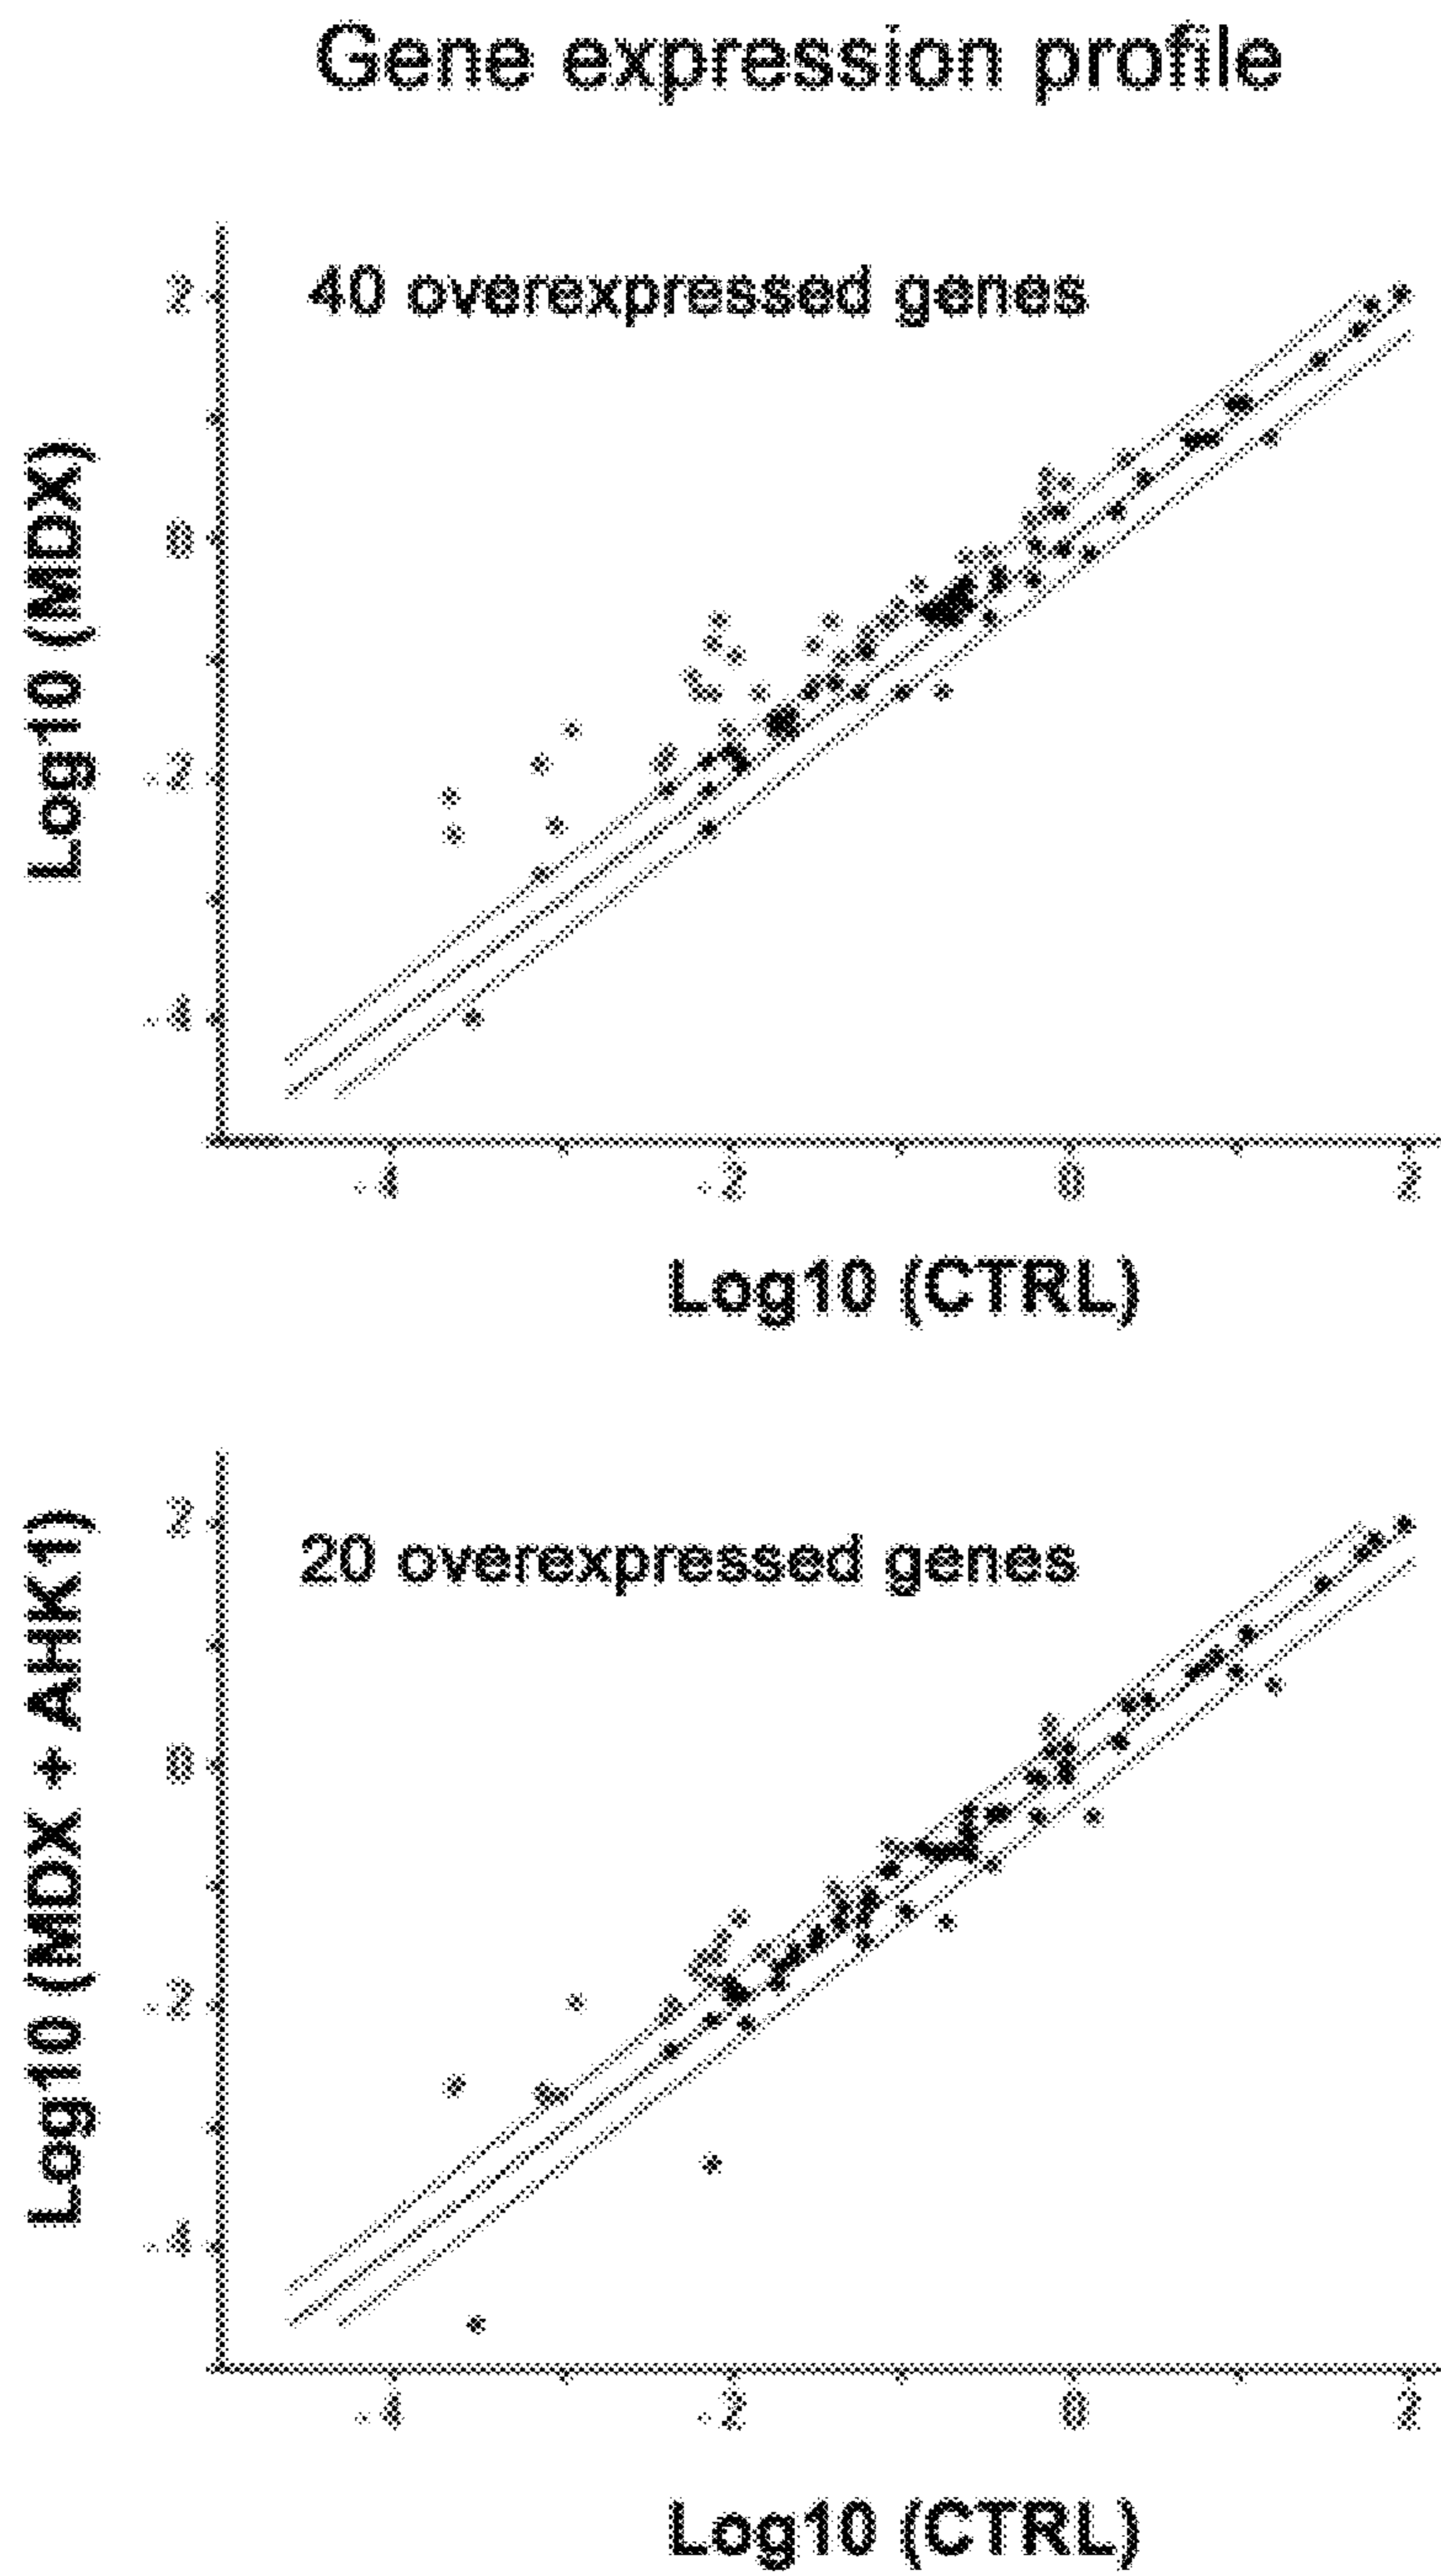 Gene expression profile
40 overexpressed genes
Log10 (MDX)
2
0
-2
-4
-4 -2 0 2
Log10 (CTRL)
20 overexpressed genes
Log10 (MDX + AHK1)
2
0
-2
-4
-4 -2 0 2
Log10 (CTRL)